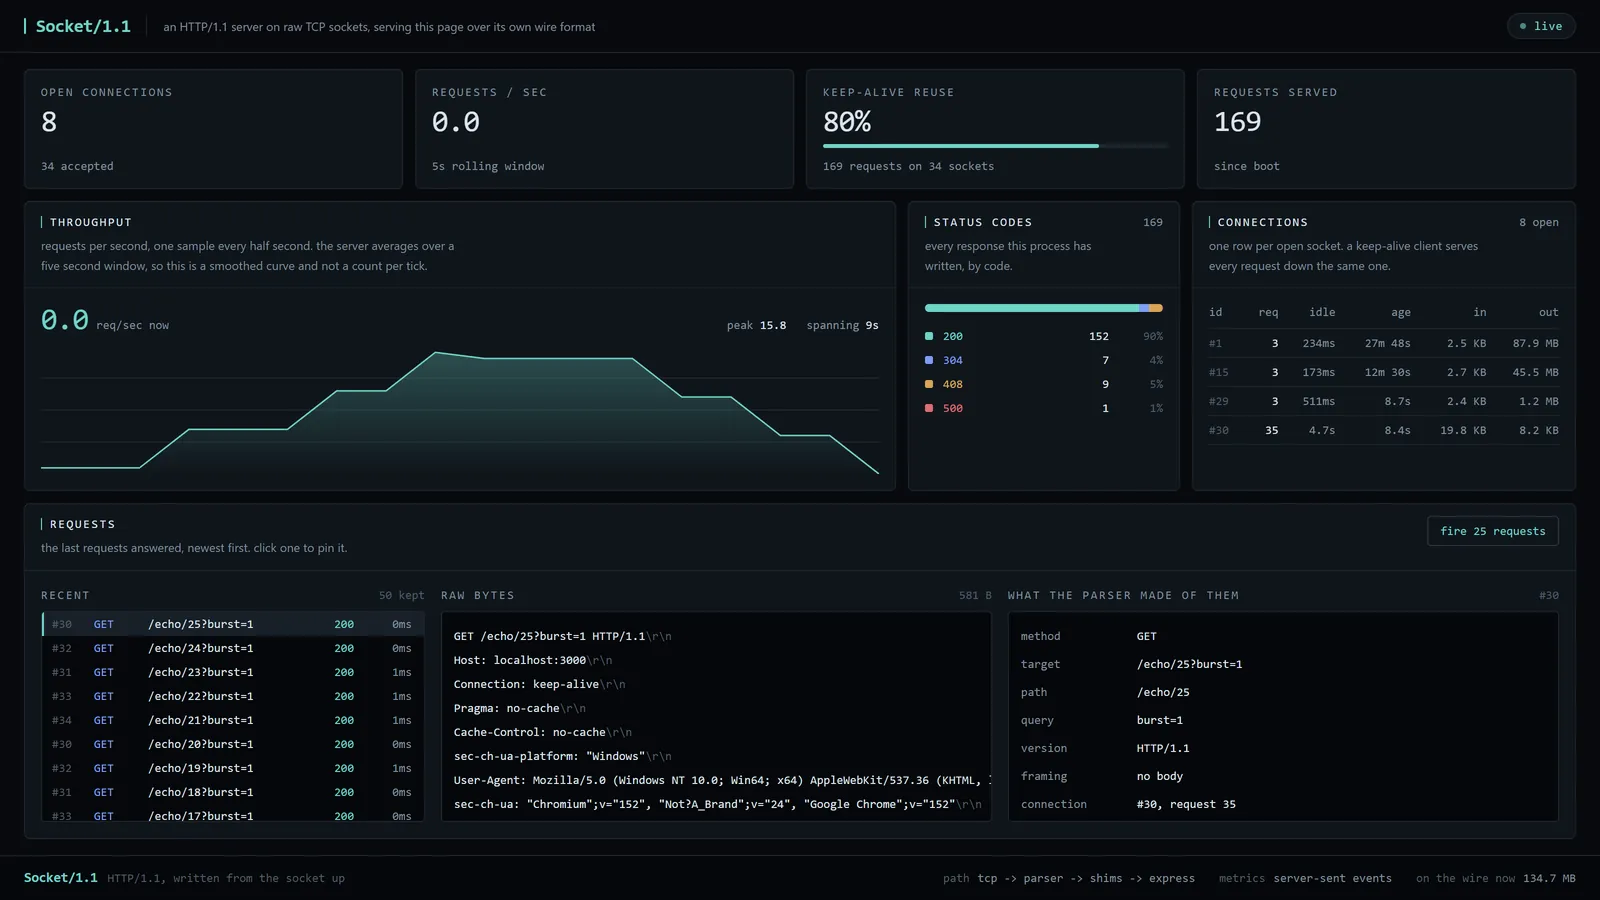 Socket/1.1
an HTTP/1.1 server on raw TCP sockets, serving this page over its own wire format
live
OPEN CONNECTIONS
8
34 accepted
REQUESTS / SEC
0.0
5s rolling window
KEEP-ALIVE REUSE
80%
169 requests on 34 sockets
REQUESTS SERVED
169
since boot
THROUGHPUT
requests per second, one sample every half second. the server averages over a
five second window, so this is a smoothed curve and not a count per tick.
0.0 req/sec now
peak 15.8 spanning 9s
STATUS CODES 169
every response this process has
written, by code.
200 152 90%
304 7 4%
408 9 5%
500 1 1%
CONNECTIONS 8 open
one row per open socket. a keep-alive client serves
every request down the same one.
id req idle age in out
#1 3 234ms 27m 48s 2.5 KB 87.9 MB
#15 3 173ms 12m 30s 2.7 KB 45.5 MB
#29 3 511ms 8.7s 2.4 KB 1.2 MB
#30 35 4.7s 8.4s 19.8 KB 8.2 KB
REQUESTS
the last requests answered, newest first. click one to pin it.
fire 25 requests
RECENT 50 kept
#30 GET /echo/25?burst=1 200 0ms
#32 GET /echo/24?burst=1 200 0ms
#31 GET /echo/23?burst=1 200 1ms
#33 GET /echo/22?burst=1 200 1ms
#34 GET /echo/21?burst=1 200 1ms
#30 GET /echo/20?burst=1 200 0ms
#32 GET /echo/19?burst=1 200 1ms
#31 GET /echo/18?burst=1 200 0ms
#33 GET /echo/17?burst=1 200 0ms
RAW BYTES 581 B
GET /echo/25?burst=1 HTTP/1.1\r\n
Host: localhost:3000\r\n
Connection: keep-alive\r\n
Pragma: no-cache\r\n
Cache-Control: no-cache\r\n
sec-ch-ua-platform: "Windows"\r\n
User-Agent: Mozilla/5.0 (Windows NT 10.0; Win64; x64) AppleWebKit/537.36 (KHTML,
sec-ch-ua: "Chromium";v="152", "Not?A_Brand";v="24", "Google Chrome";v="152"\r\n
WHAT THE PARSER MADE OF THEM #30
method GET
target /echo/25?burst=1
path /echo/25
query burst=1
version HTTP/1.1
framing no body
connection #30, request 35
Socket/1.1 HTTP/1.1, written from the socket up
path tcp -> parser -> shims -> express metrics server-sent events on the wire now 134.7 MB